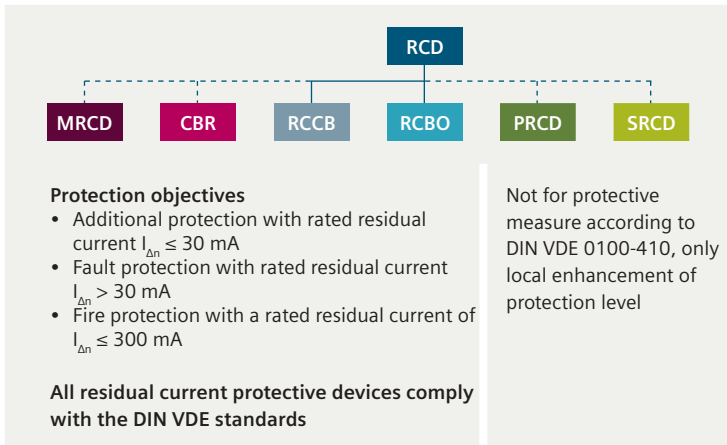 RCD
MRCD CBR RCCB RCBO PRCD SRCD
Protection objectives
• Additional protection with rated residual
current IΔn ≤ 30 mA
• Fault protection with rated residual current
IΔn > 30 mA
• Fire protection with a rated residual current of
IΔn ≤ 300 mA
All residual current protective devices comply
with the DIN VDE standards
Not for protective
measure according to
DIN VDE 0100-410, only
local enhancement of
protection level